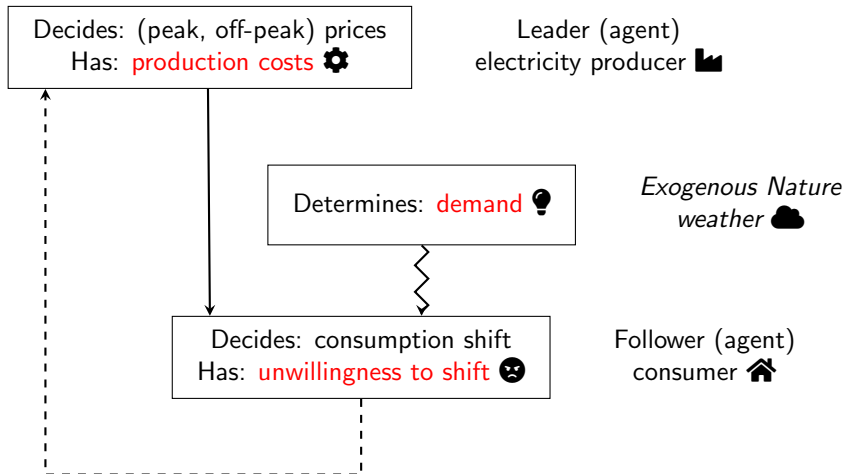 Decides: (peak, off-peak) prices
Has: production costs
Leader (agent)
electricity producer
Determines: demand
Exogenous Nature
weather
Decides: consumption shift
Has: unwillingness to shift
Follower (agent)
consumer